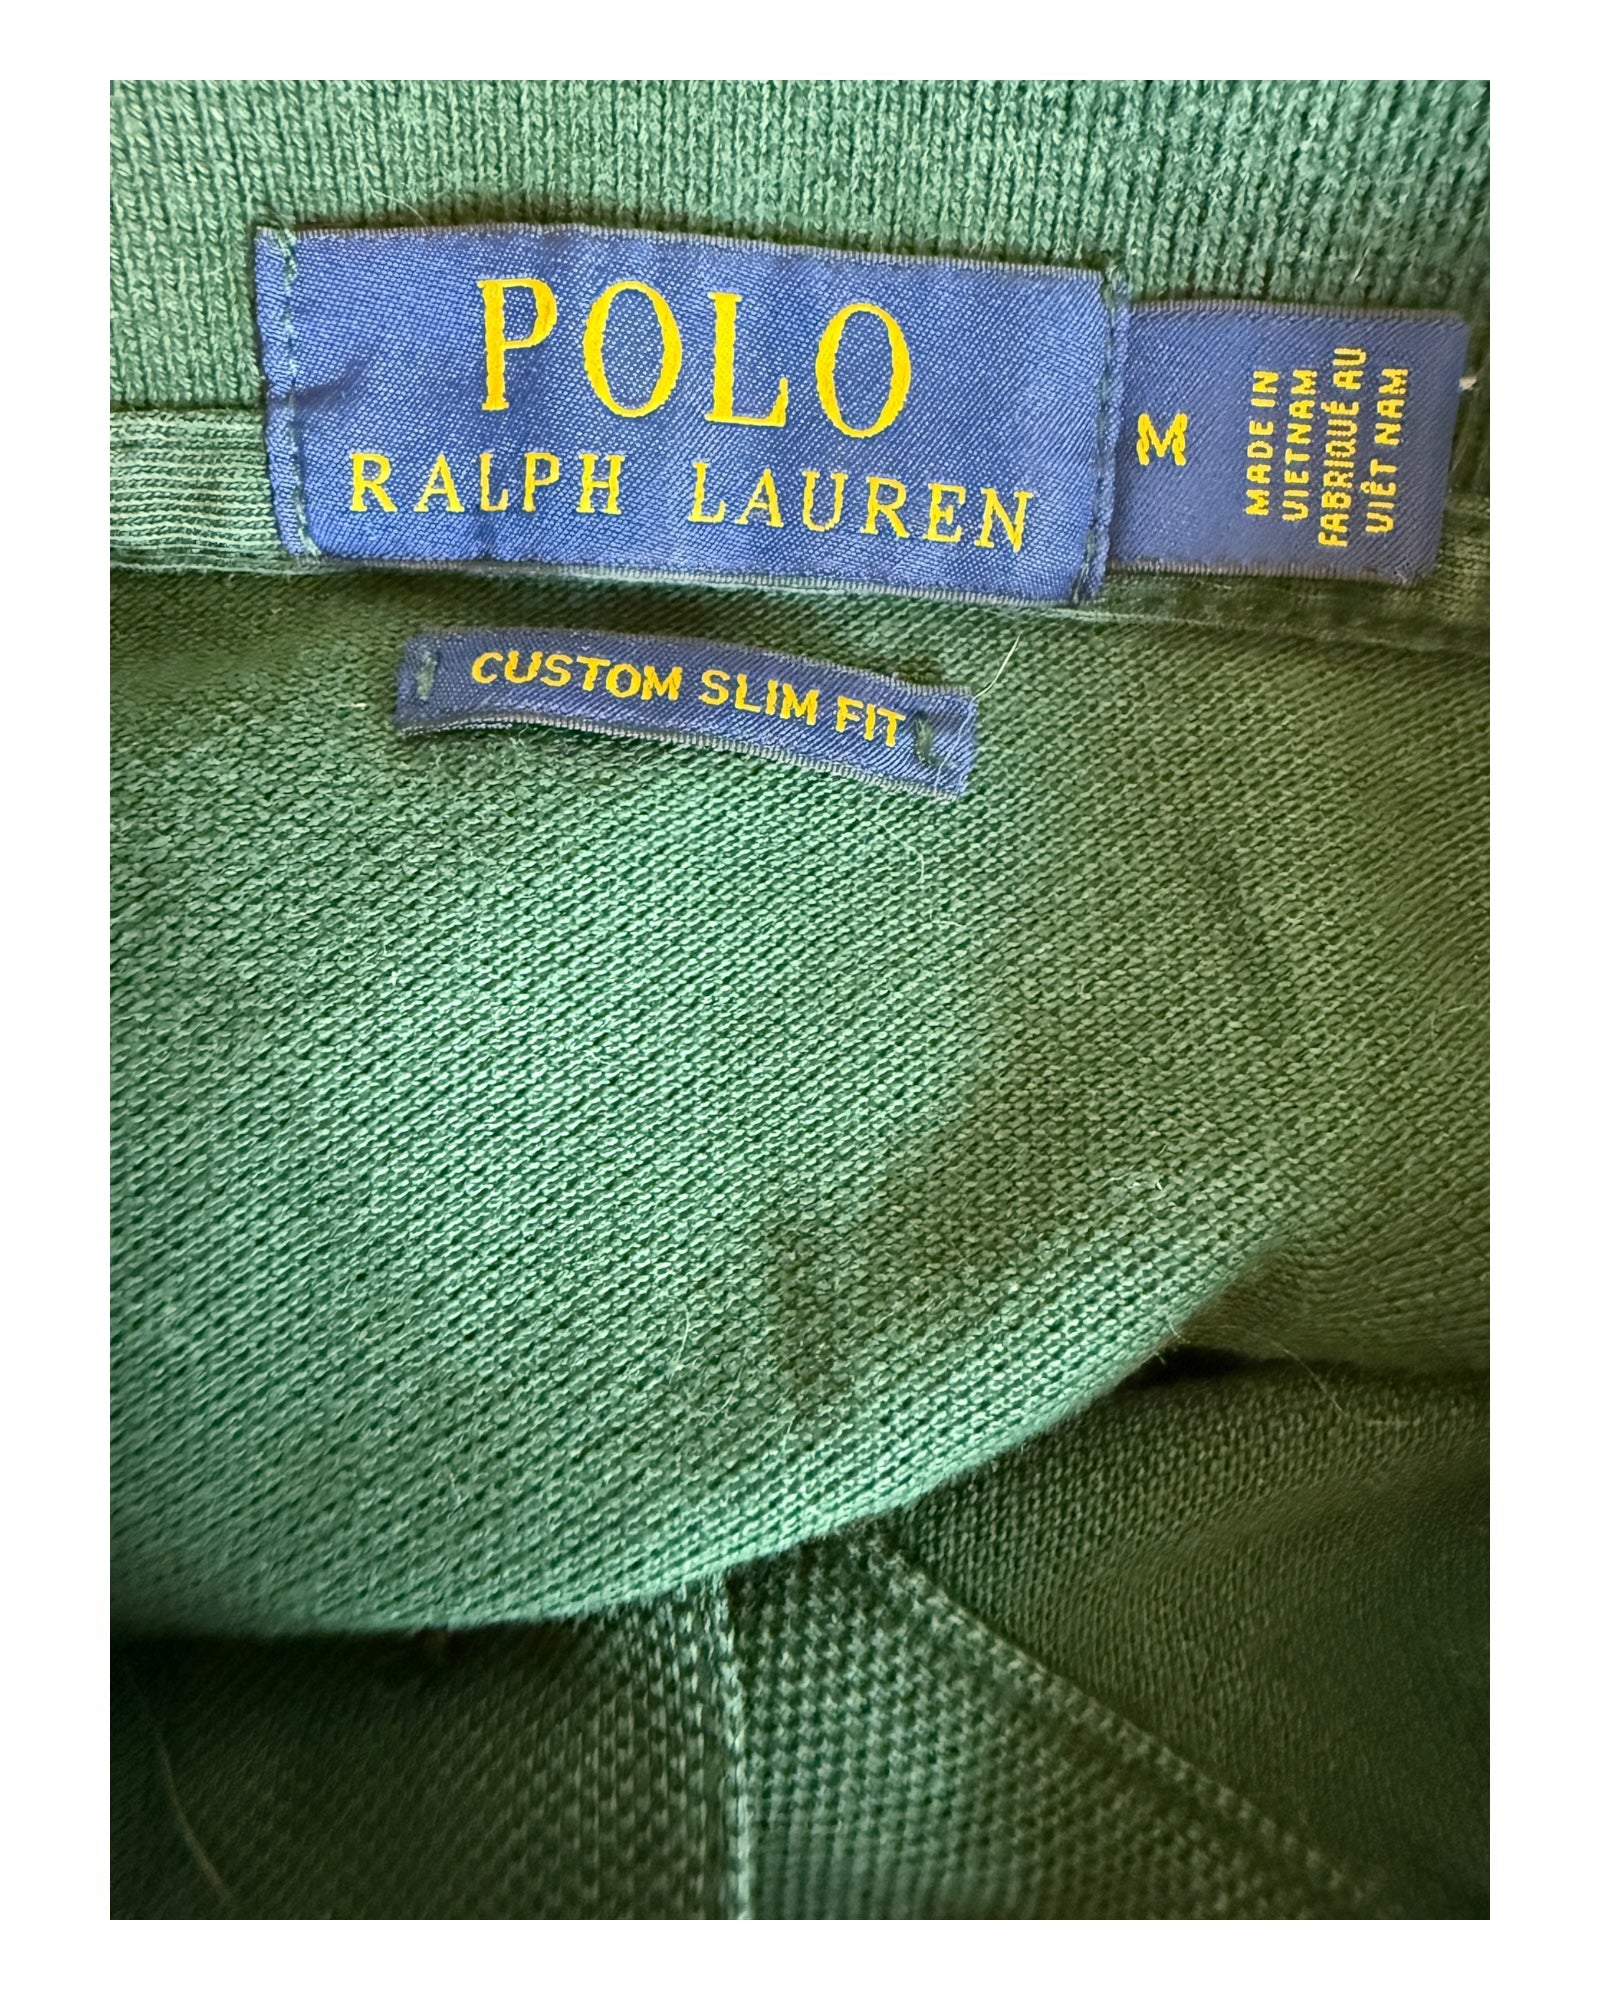 POLO
RALPH LAUREN
M
MADE IN
VIETNAM
FABRIQUÉ AU
VIÊT NAM
CUSTOM SLIM FIT